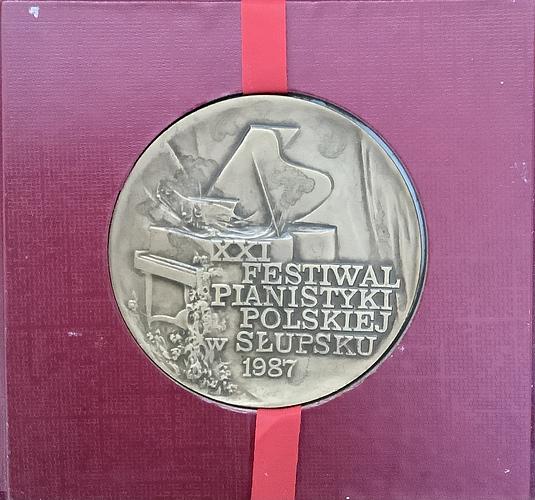 XXI
FESTIWAL
PIANISTYKI
POLSKIEJ
w SŁUPSKU
1987